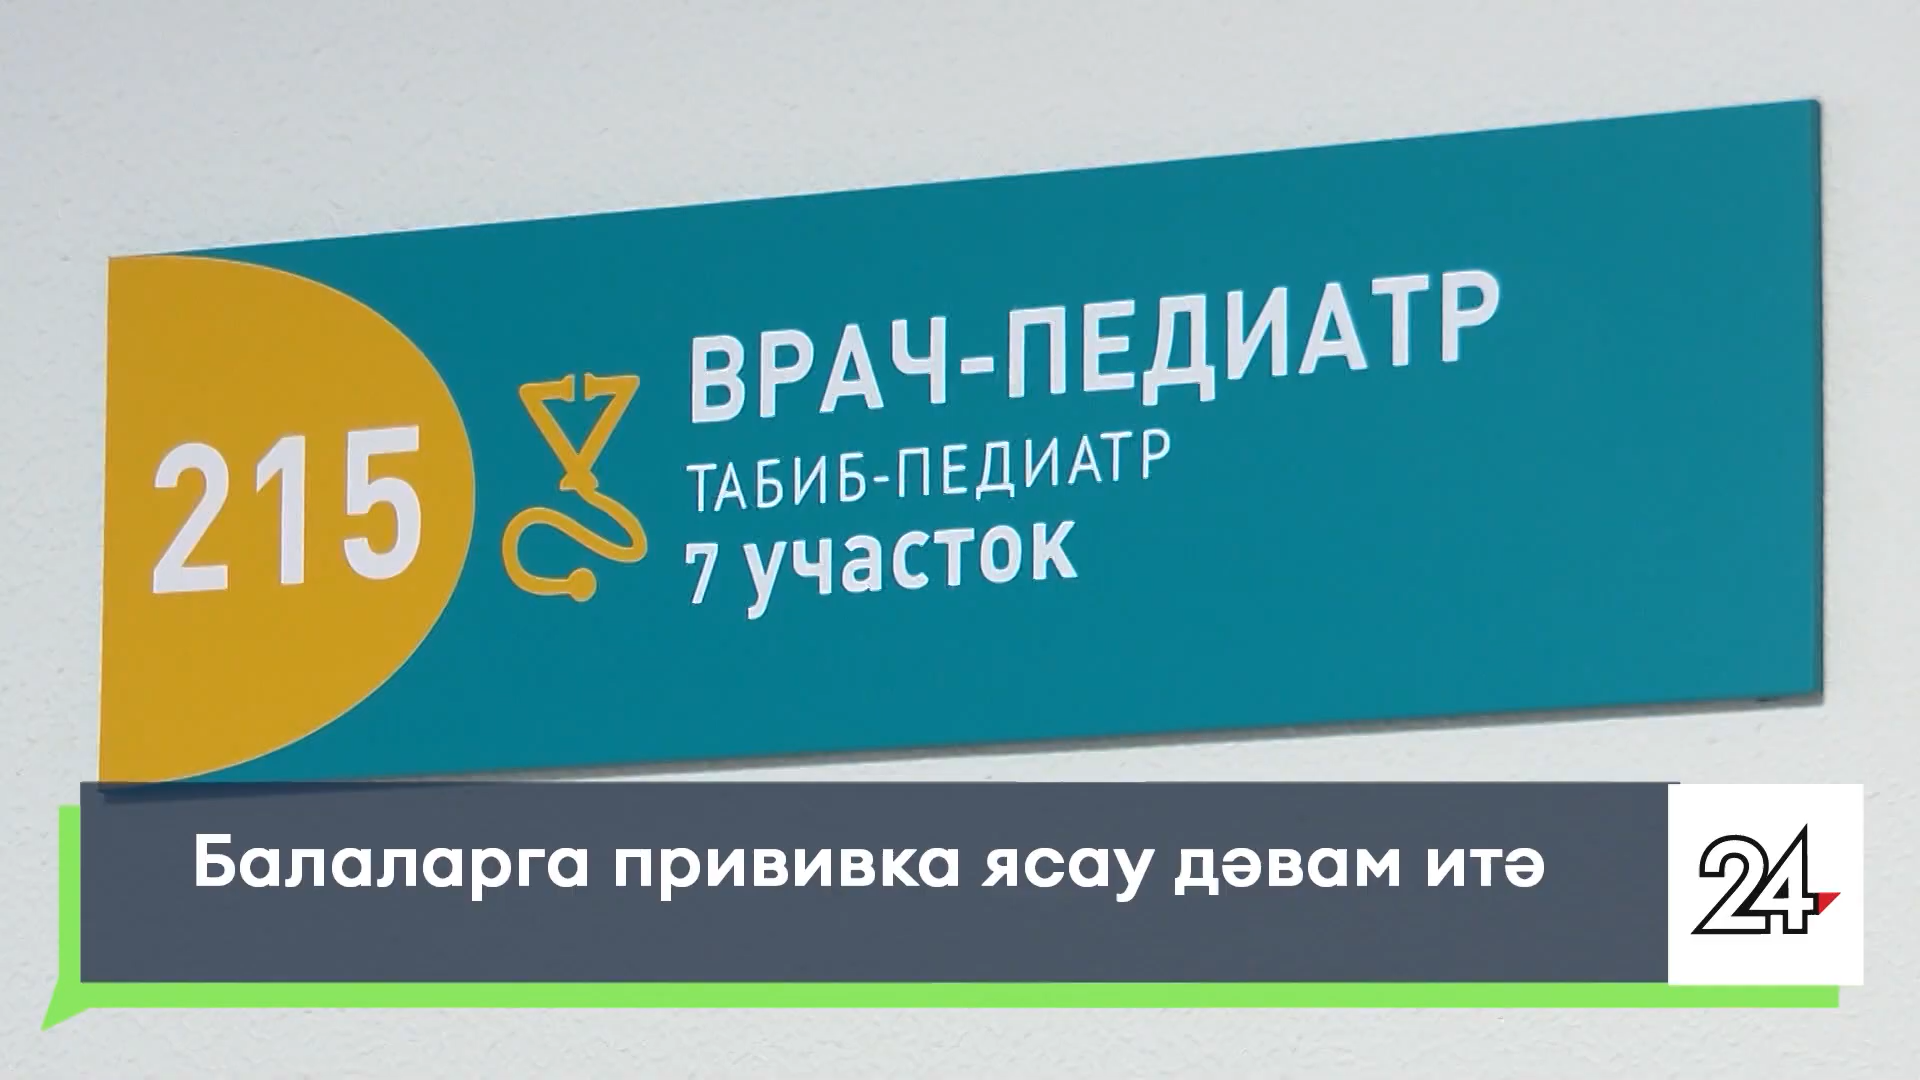 215
ВРАЧ-ПЕДИАТР
ТАБИБ-ПЕДИАТР
7 участок
Балаларга прививка ясау дәвам итә
24